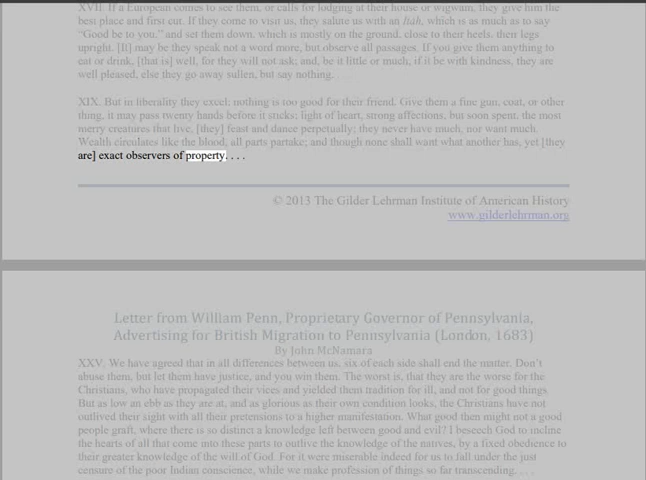 XVII. If a European comes to see them, or calls for lodging at their house or wigwam, they give him the
best place and first cut. If they come to visit us, they salute us with an Itah, which is as much as to say
“Good be to you,” and set them down, which is mostly on the ground, close to their heels, their legs
upright. [It] may be they speak not a word more, but observe all passages. If you give them anything to
eat or drink, [that is] well, for they will not ask; and, be it little or much, if it be with kindness, they are
well pleased, else they go away sullen, but say nothing. . . .
XIX. But in liberality they excel; nothing is too good for their friend. Give them a fine gun, coat, or other
thing, it may pass twenty hands before it sticks; light of heart, strong affections, but soon spent, the most
merry creatures that live, [they] feast and dance perpetually; they never have much, nor want much.
Wealth circulates like the blood, all parts partake; and though none shall want what another has, yet [they
are] exact observers of property. . . .
© 2013 The Gilder Lehrman Institute of American History
www.gilderlehrman.org
Letter from William Penn, Proprietary Governor of Pennsylvania,
Advertising for British Migration to Pennsylvania (London, 1683)
By John McNamara
XXV. We have agreed that in all differences between us, six of each side shall end the matter. Don’t
abuse them, but let them have justice, and you win them. The worst is, that they are the worse for the
Christians, who have propagated their vices and yielded them tradition for ill, and not for good things.
But as low an ebb as they are at, and as glorious as their own condition looks, the Christians have not
outlived their sight with all their pretensions to a higher manifestation. What good then might not a good
people graft, where there is so distinct a knowledge left between good and evil? I beseech God to incline
the hearts of all that come into these parts to outlive the knowledge of the natives, by a fixed obedience to
their greater knowledge of the will of God. For it were miserable indeed for us to fall under the just
censure of the poor Indian conscience, while we make profession of things so far transcending. . . .